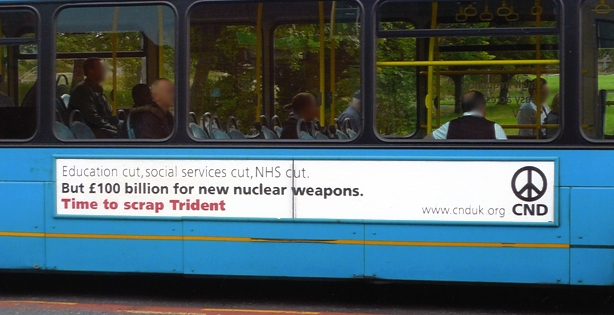 Education cut, social services cut, NHS cut.
But £100 billion for new nuclear weapons.
Time to scrap Trident
www.cnduk.org CND